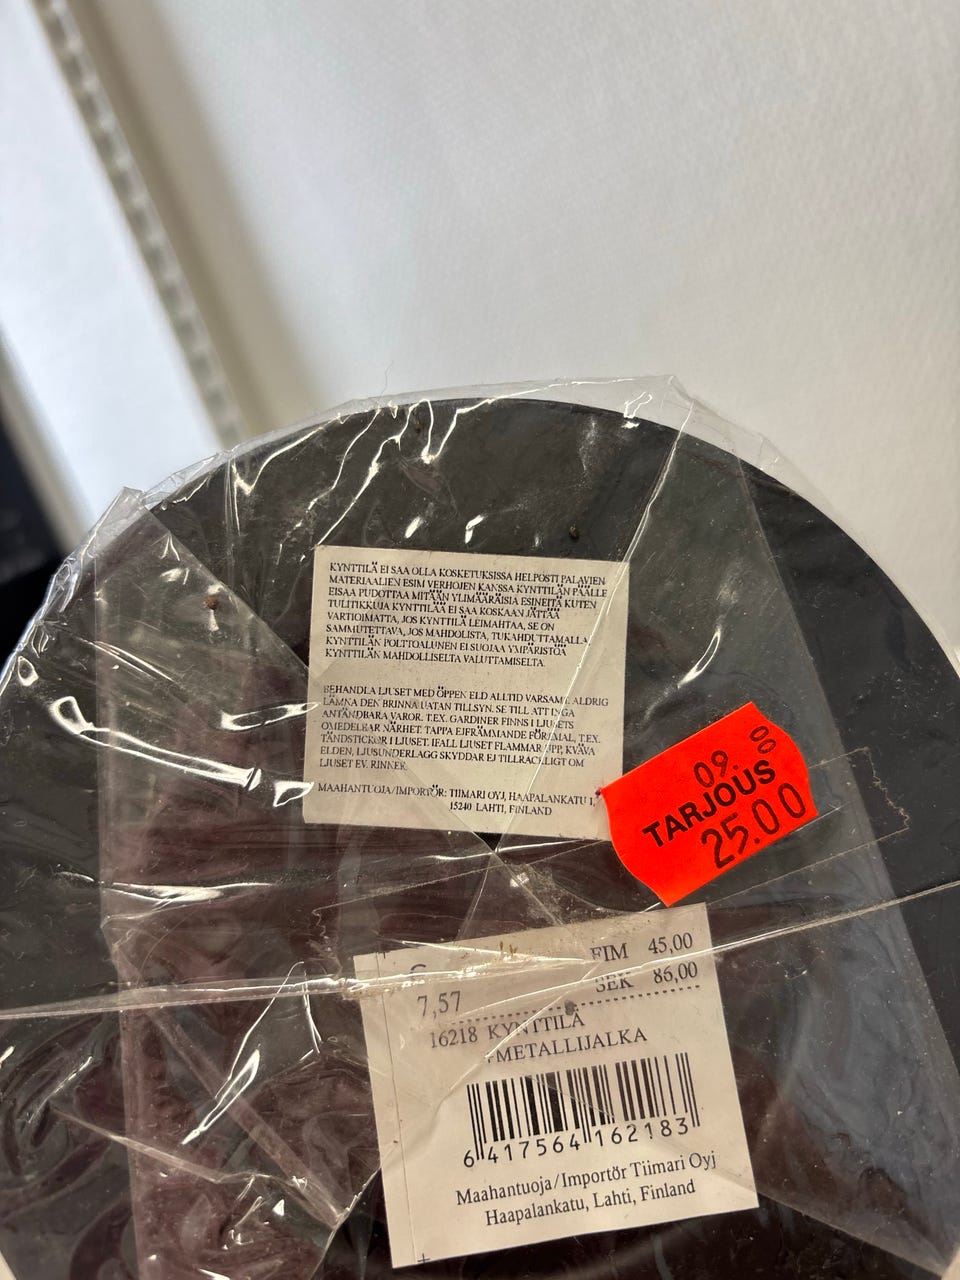 KYNTTILÄ EI SAA OLLA KOSKETUKSISSA HELPOSTI PALAVIEN
MATERIAALIEN ESIM VERHOJEN KANSSA KYNTTILÄN PÄÄLLE
EISAA PUDOTTAA MITÄÄN YLIMÄÄRÄISIA ESINEITÄ KUTEN
TULITIKKUJA KYNTTILÄÄ EI SAA KOSKAAN JÄTTÄÄ
VARTIOIMATTA, JOS KYNTTILÄ LEIMAHTAA, SE ON
SAMMUTETTAVA, JOS MAHDOLISTA, TUKAHDUTTAMALLA
KYNTTILÄN POLTTOALUNEN EI SUOJAA YMPÄRISTÖÄ
KYNTTILÄN MAHDOLLISELTA VALUTTAMISELTA.
BEHANDLA LJUSET MED ÖPPEN ELD ALLTID VARSAMT ALDRIG
LÄMNA DEN BRINNA UATAN TILLSYN. SE TILL ATT INGA
ANTÄNDBARA VAROR. T.EX. GARDINER FINNS I LJUSETS
OMEDELBAR NÄRHET. TAPPA EJFRÄMMANDE FÖREMAL, T.EX.
TÄNDSTICKOR I LJUSET. IFALL LJUSET FLAMMAR UPP, KVÄVA
ELDEN, LJUSUNDERLAGG SKYDDAR EJ TILLRACKLIGT OM
LJUSET EV. RINNER.
MAAHANTUOJA/IMPORTÖR: TIIMARI OYJ, HAAPALANKATU 1,
15240 LAHTI, FINLAND
09. 00
TARJOUS
25.00
FIM 45,00
SEK 86,00
7,57
16218 KYNTTILÄ
+METALLIJALKA
6 417564 162183
Maahantuoja/Importör Tiimari Oyj
Haapalankatu, Lahti, Finland